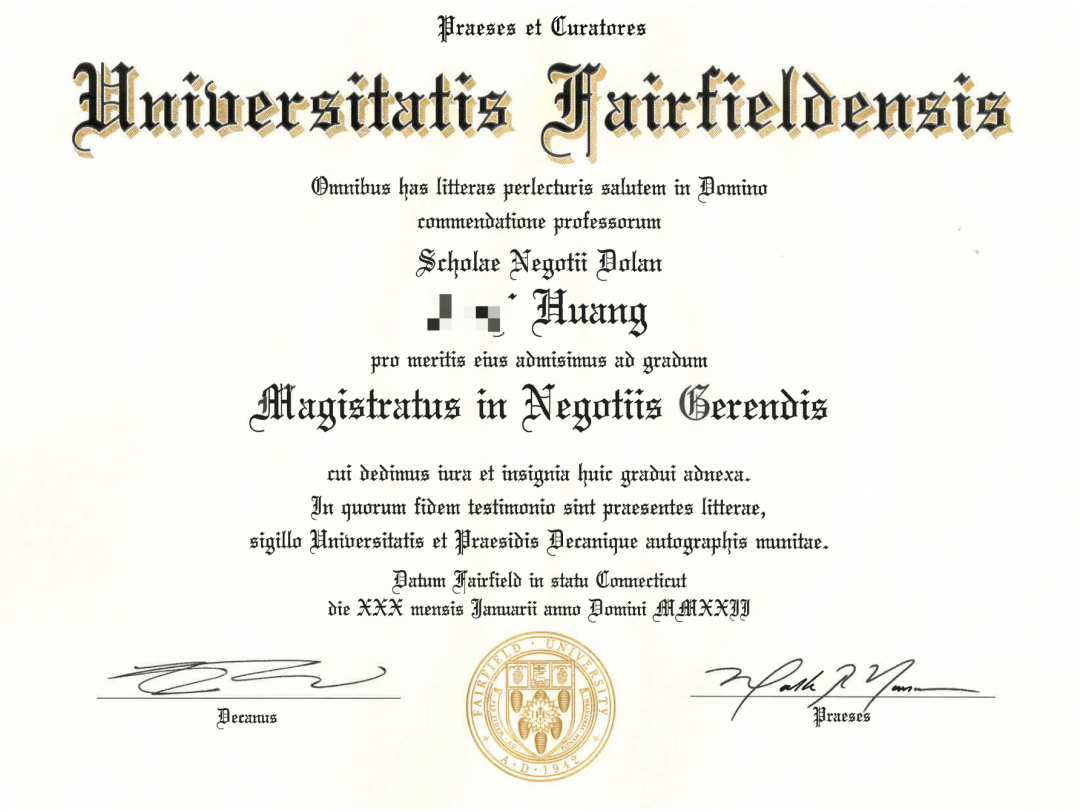 Praeses et Curatores
Universitatis Fairfieldensis
Omnibus has litteras perlecturis salutem in Domino
commendatione professorum
Scholae Negotii Dolan
Huang
pro meritis eius admisimus ad gradum
Magistratus in Negotiis Gerendis
cui dedimus iura et insignia huic gradui adnexa.
In quorum fidem testimonio sint praesentes litterae,
sigillo Universitatis et Praesidis Decanique autographis munitae.
Datum Fairfield in statu Connecticut
die XXX mensis Ianuarii anno Domini MMXXII
Decanus
FAIRFIELD · UNIVERSITY
A · D · 1942
Praeses